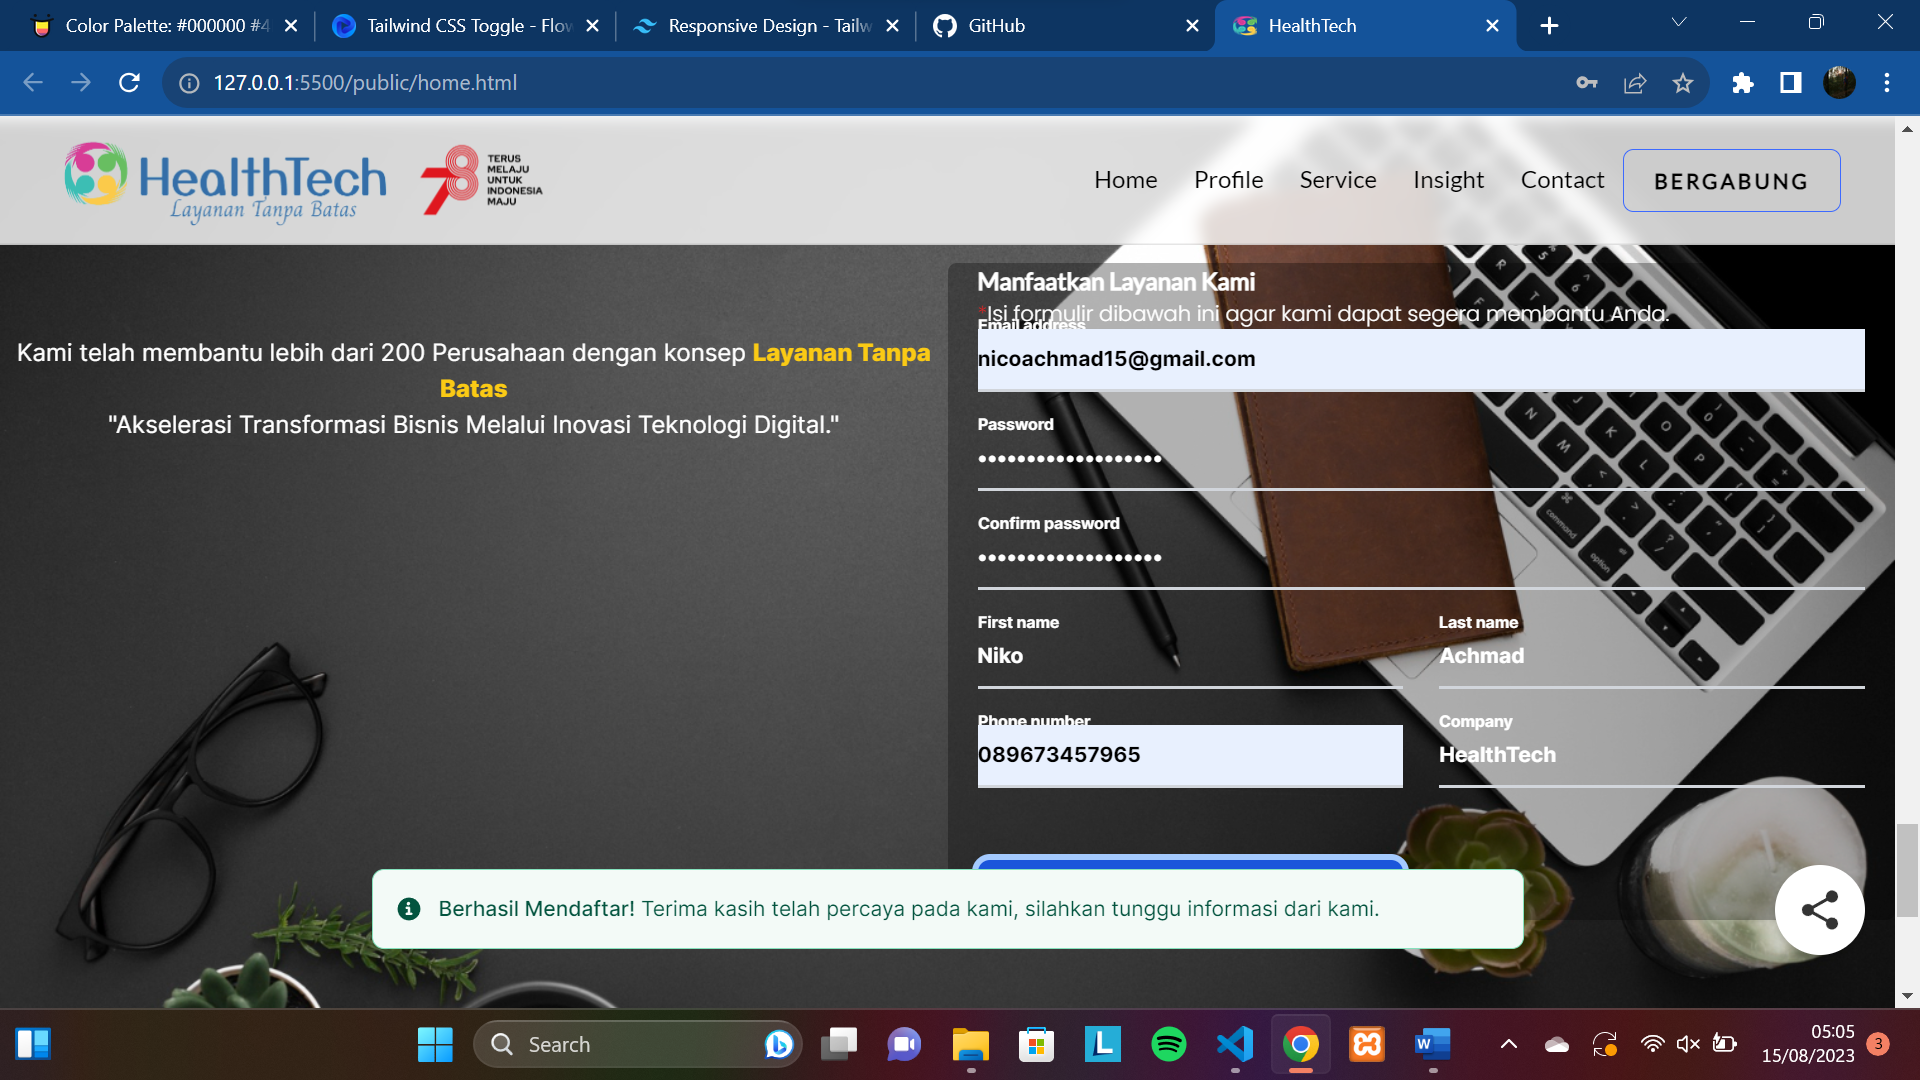 Color Palette: #000000 #4
Tailwind CSS Toggle - Flow
Responsive Design - Tailw
GitHub
HealthTech
127.0.0.1:5500/public/home.html
HealthTech
Layanan Tanpa Batas
78
TERUS
MELAJU
UNTUK
INDONESIA
MAJU
Home
Profile
Service
Insight
Contact
BERGABUNG
Kami telah membantu lebih dari 200 Perusahaan dengan konsep Layanan Tanpa
Batas
"Akselerasi Transformasi Bisnis Melalui Inovasi Teknologi Digital."
Manfaatkan Layanan Kami
*Isi formulir dibawah ini agar kami dapat segera membantu Anda.
Email address
nicoachmad15@gmail.com
Password
•••••••••••••••••••
Confirm password
•••••••••••••••••••
First name
Last name
Niko
Achmad
Phone number
Company
089673457965
HealthTech
Berhasil Mendaftar! Terima kasih telah percaya pada kami, silahkan tunggu informasi dari kami.
Search
05:05
15/08/2023
3